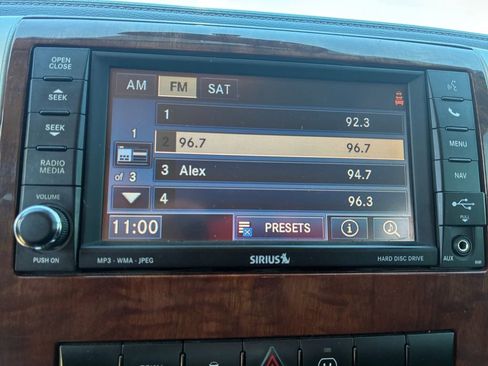 OPEN
CLOSE
SEEK
SEEK
RADIO
MEDIA
VOLUME
PUSH ON
AM FM SAT
1 92.3
2 96.7 96.7
3 Alex 94.7
4 96.3
1
of 3
11:00 PRESETS
MP3 - WMA - JPEG
SIRIUS
HARD DISC DRIVE
MENU
NAV
PULL
AUX